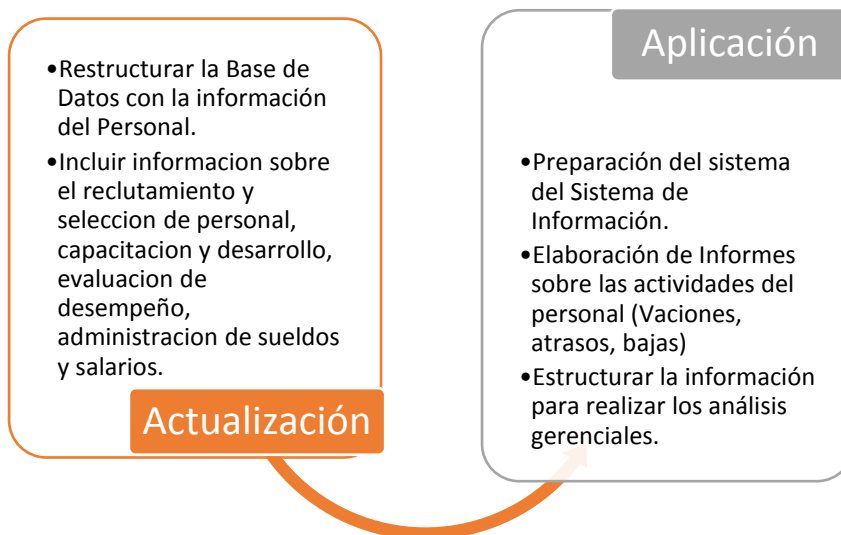 •Restructurar la Base de
Datos con la información
del Personal.
•Incluir informacion sobre
el reclutamiento y
seleccion de personal,
capacitacion y desarrollo,
evaluacion de
desempeño,
administracion de sueldos
y salarios.
Actualización
Aplicación
•Preparación del sistema
del Sistema de
Información.
•Elaboración de Informes
sobre las actividades del
personal (Vaciones,
atrasos, bajas)
•Estructurar la información
para realizar los análisis
gerenciales.